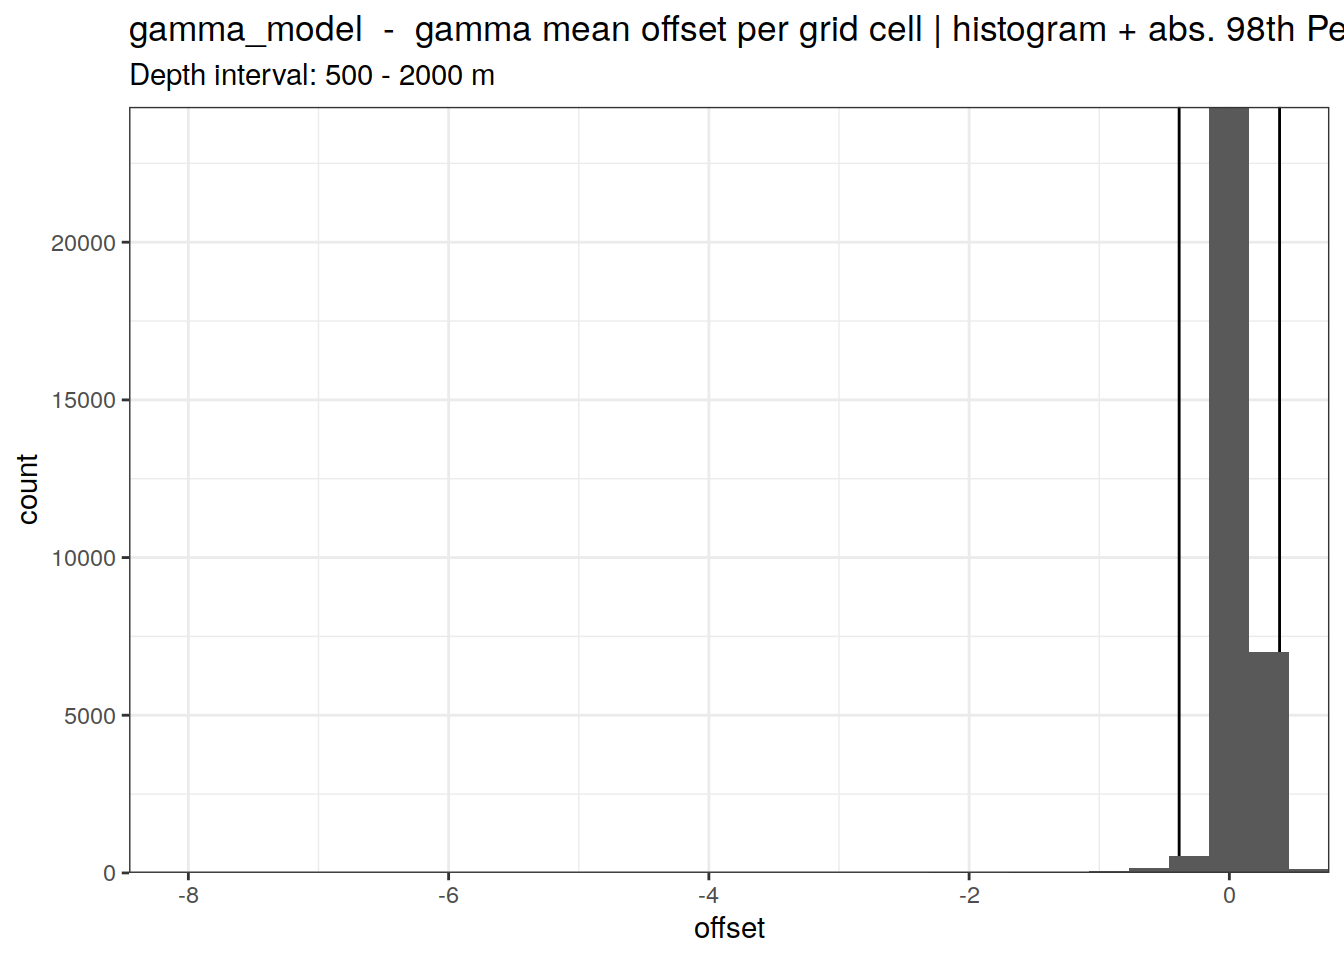 gamma_model - gamma mean offset per grid cell | histogram + abs. 98th Pe
Depth interval: 500 - 2000 m
20000
15000
10000
5000
0
count
-8 -6 -4 -2 0
offset